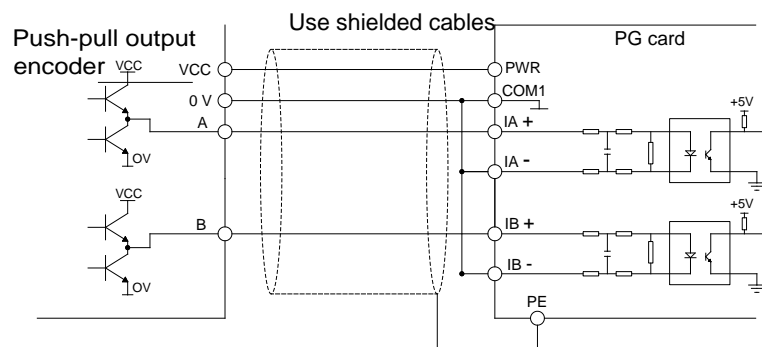 Use shielded cables
Push-pull output
encoder
PG card
VCC
VCC
PWR
0 V
COM1
+5V
A
IA +
OV
IA -
VCC
+5V
B
IB +
OV
IB -
PE